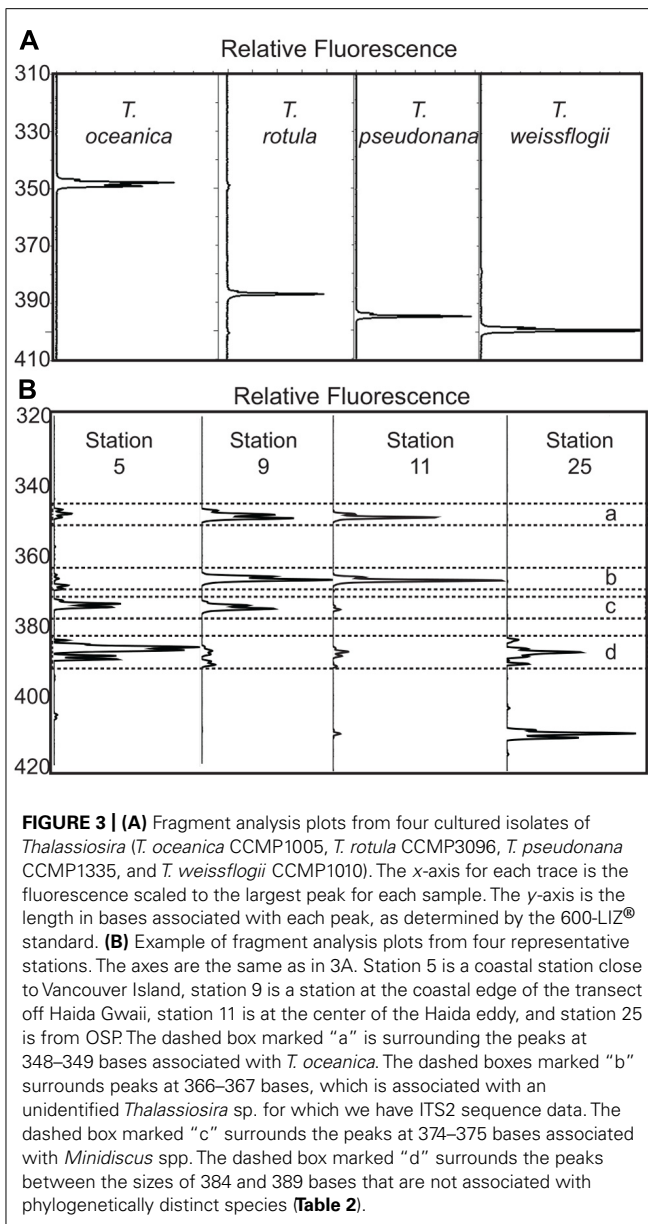 A
Relative Fluorescence
310
330
350
370
390
410
T.
oceanica
T.
rotula
T.
pseudonana
T.
weissflogii
B
Relative Fluorescence
320
340
360
380
400
420
Station
5
Station
9
Station
11
Station
25
a
b
c
d
FIGURE 3 | (A) Fragment analysis plots from four cultured isolates of
Thalassiosira (T. oceanica CCMP1005, T. rotula CCMP3096, T. pseudonana
CCMP1335, and T. weissflogii CCMP1010). The x-axis for each trace is the
fluorescence scaled to the largest peak for each sample. The y-axis is the
length in bases associated with each peak, as determined by the 600-LIZ®
standard. (B) Example of fragment analysis plots from four representative
stations. The axes are the same as in 3A. Station 5 is a coastal station close
to Vancouver Island, station 9 is a station at the coastal edge of the transect
off Haida Gwaii, station 11 is at the center of the Haida eddy, and station 25
is from OSP. The dashed box marked “a” is surrounding the peaks at
348–349 bases associated with T. oceanica. The dashed boxes marked “b”
surrounds peaks at 366–367 bases, which is associated with an
unidentified Thalassiosira sp. for which we have ITS2 sequence data. The
dashed box marked “c” surrounds the peaks at 374–375 bases associated
with Minidiscus spp. The dashed box marked “d” surrounds the peaks
between the sizes of 384 and 389 bases that are not associated with
phylogenetically distinct species (Table 2).